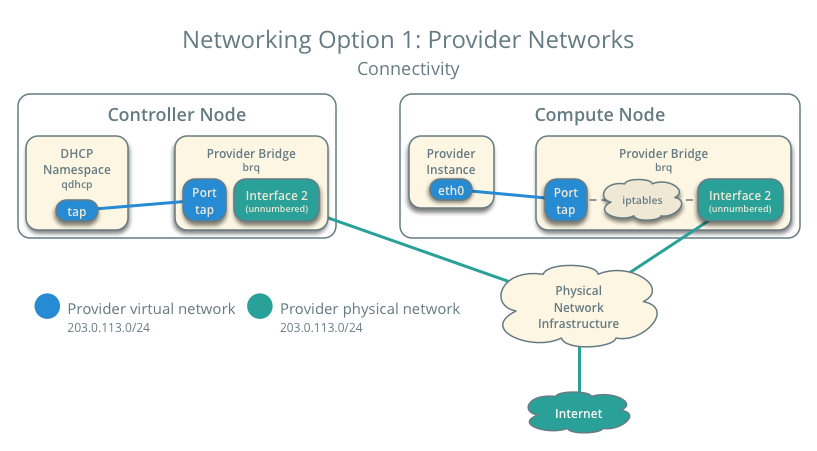 Networking Option 1: Provider Networks
Connectivity
Controller Node
DHCP
Namespace
qdhcp
tap
Provider Bridge
brq
Port
tap
Interface 2
(unnumbered)
Compute Node
Provider
Instance
eth0
Provider Bridge
brq
Port
tap
iptables
Interface 2
(unnumbered)
Physical
Network
Infrastructure
Internet
Provider virtual network
203.0.113.0/24
Provider physical network
203.0.113.0/24